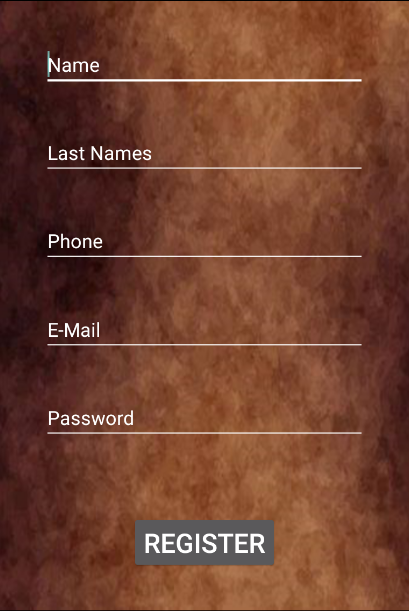 Name
Last Names
Phone
E-Mail
Password
REGISTER